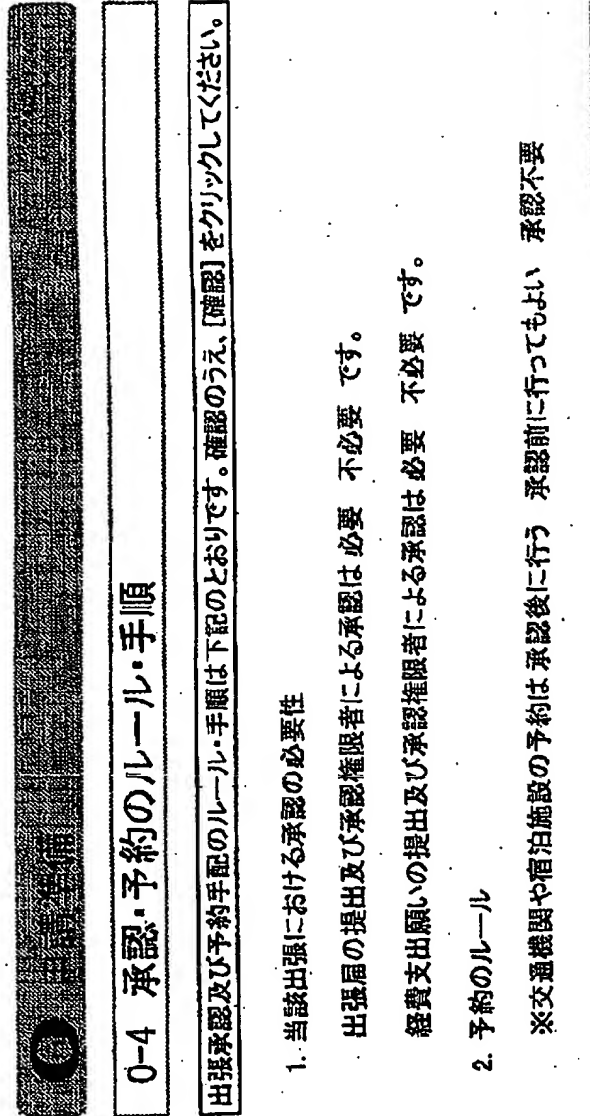 0-4 承認・予約のルール・手順
出張承認及び予約手配のルール・手順は下記のとおりです。確認のうえ、[確認]をクリックしてください。
1. 当該出張における承認の必要性
出張届の提出及び承認権限者による承認は 必要 不必要 です。
経費支出願いの提出及び承認権限者による承認は 必要 不必要 です。
2. 予約のルール
※交通機関や宿泊施設の予約は 承認後に行う 承認前に行ってもよい 承認不要